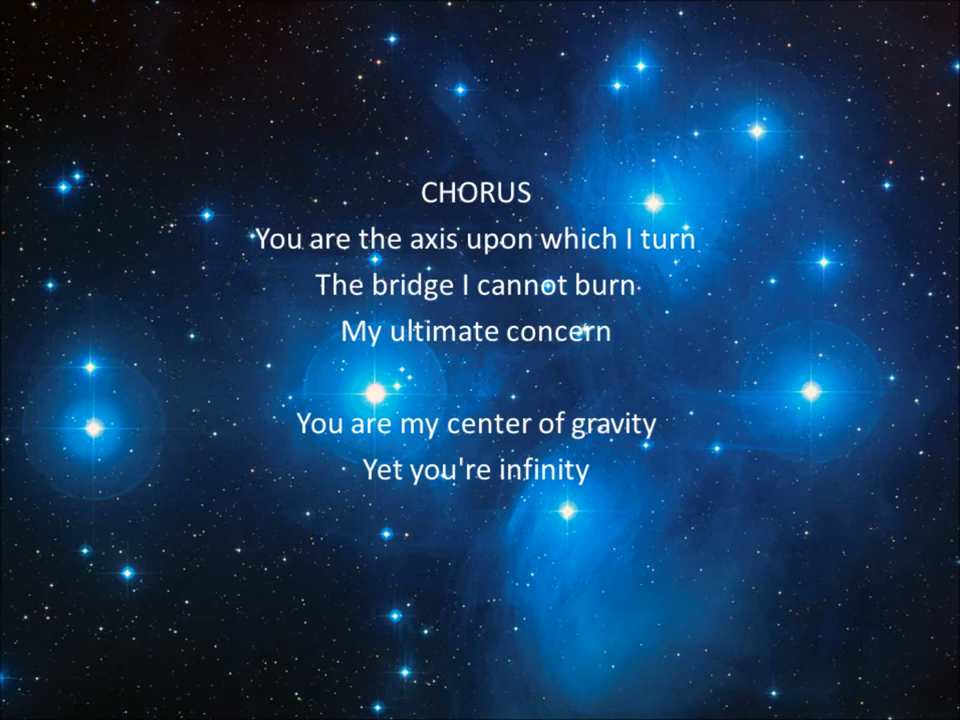 CHORUS
You are the axis upon which I turn
The bridge I cannot burn
My ultimate concern
You are my center of gravity
Yet you're infinity